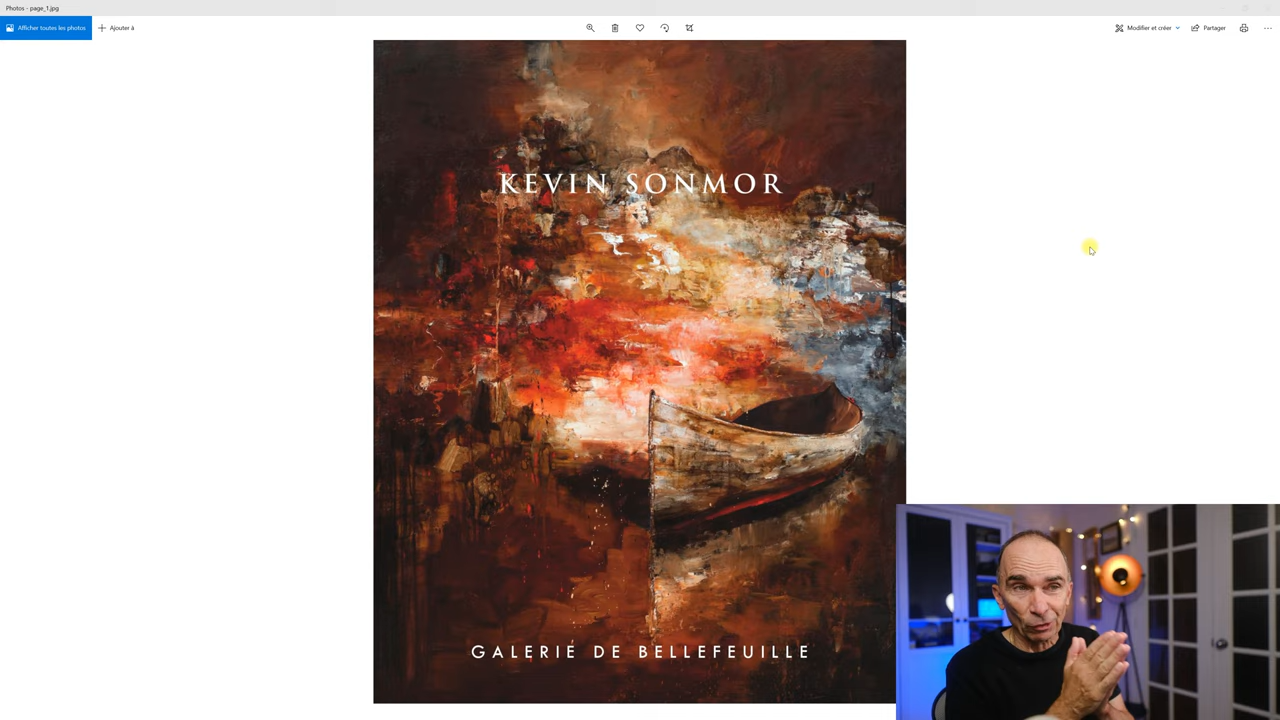 Photos - page_1.jpg
Afficher toutes les photos
Ajouter à
Modifier et créer
Partager
KEVIN SONMOR
GALERIE DE BELLEFEUILLE